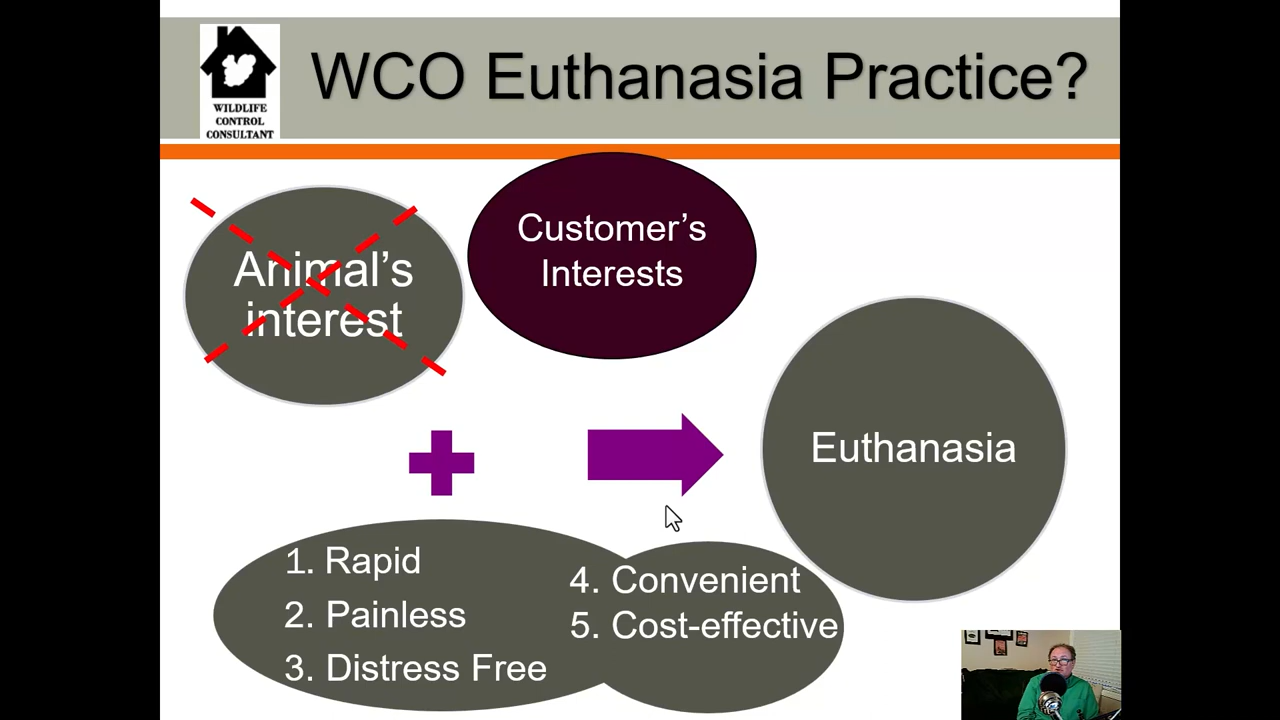 WILDLIFE
CONTROL
CONSULTANT
WCO Euthanasia Practice?
Animal's
interest
Customer's
Interests
Euthanasia
1. Rapid
2. Painless
3. Distress Free
4. Convenient
5. Cost-effective